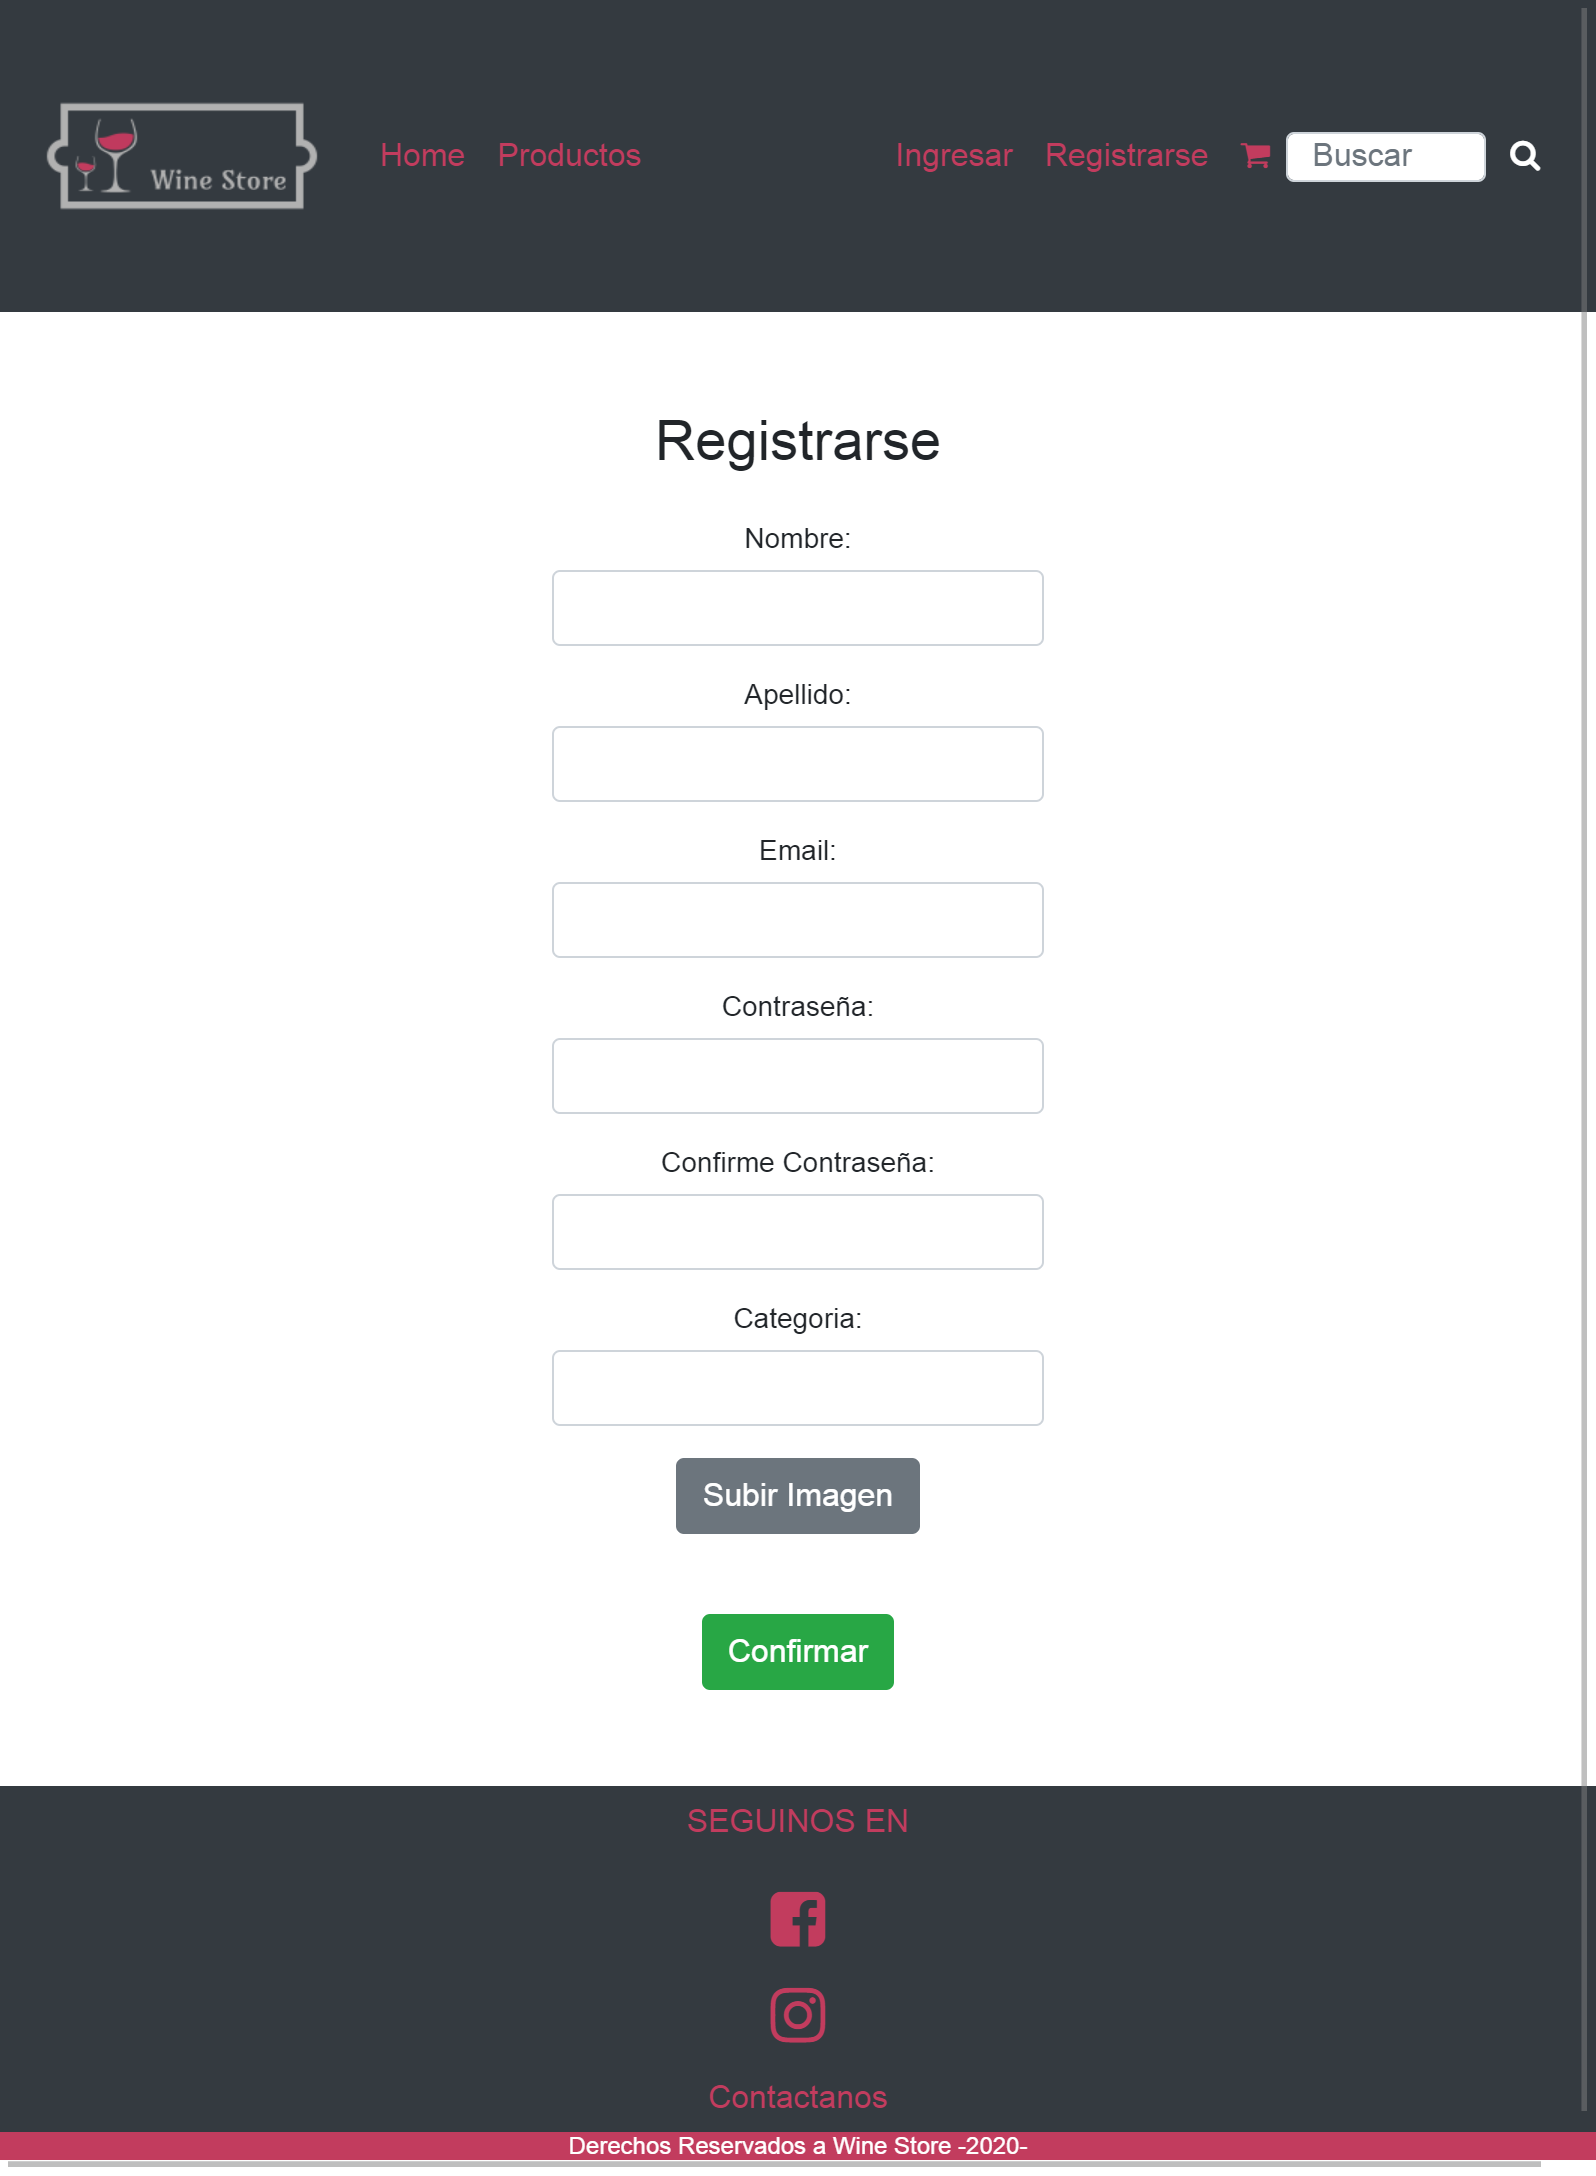 Wine Store
Home Productos Ingresar Registrarse Buscar
Registrarse
Nombre:
Apellido:
Email:
Contraseña:
Confirme Contraseña:
Categoria:
Subir Imagen
Confirmar
SEGUINOS EN
Contactanos
Derechos Reservados a Wine Store -2020-